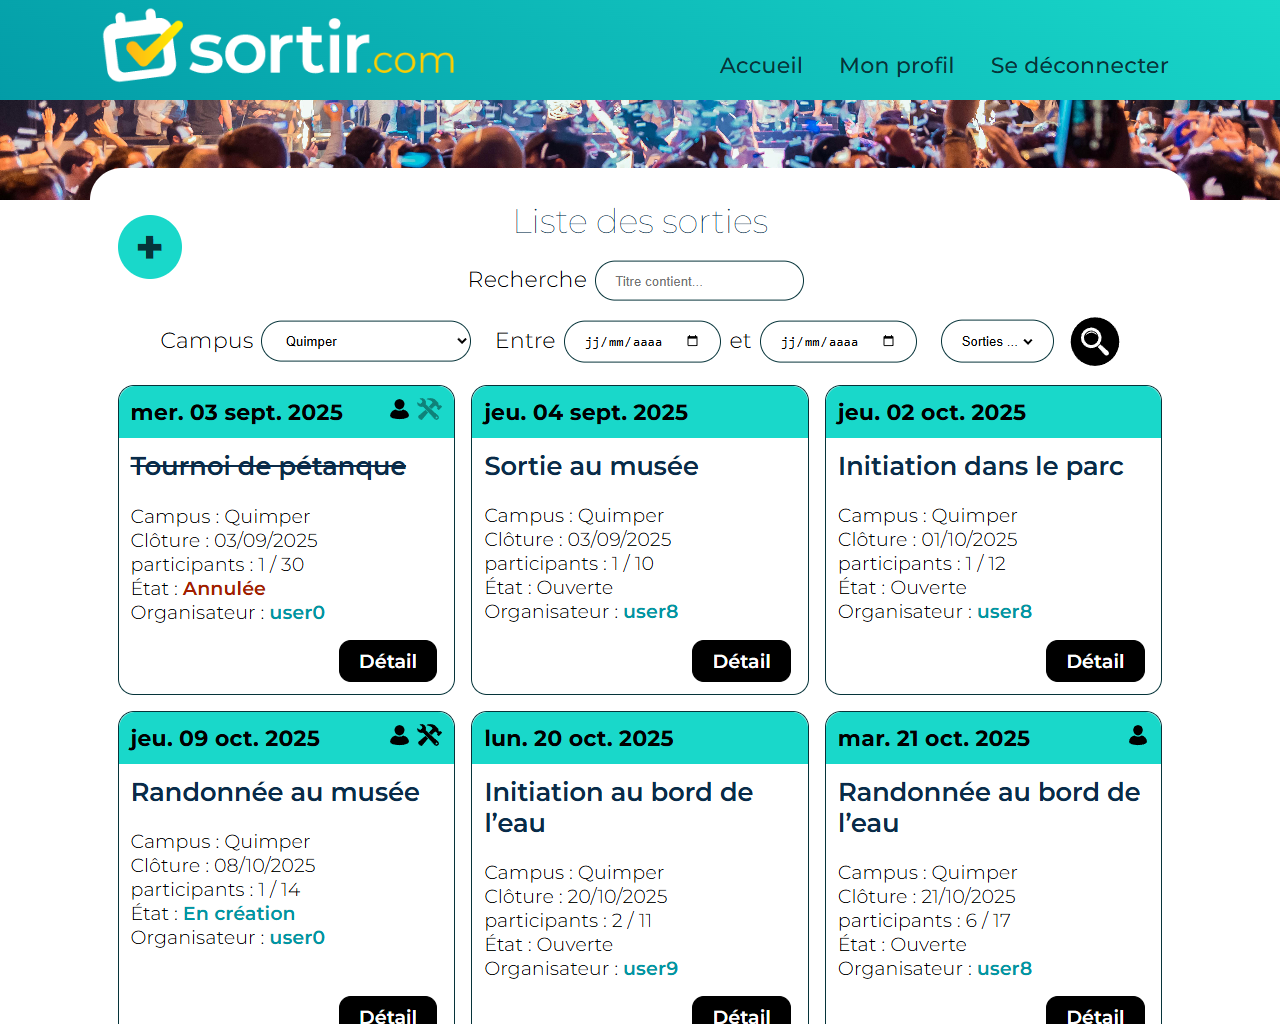 sortir.com
Accueil Mon profil Se déconnecter
Liste des sorties
Recherche Titre contient...
Campus Quimper Entre jj/mm/aaaa et jj/mm/aaaa Sorties ...
mer. 03 sept. 2025
Tournoi de pétanque
Campus : Quimper
Clôture : 03/09/2025
participants : 1 / 30
État : Annulée
Organisateur : user0
Détail
jeu. 04 sept. 2025
Sortie au musée
Campus : Quimper
Clôture : 03/09/2025
participants : 1 / 10
État : Ouverte
Organisateur : user8
Détail
jeu. 02 oct. 2025
Initiation dans le parc
Campus : Quimper
Clôture : 01/10/2025
participants : 1 / 12
État : Ouverte
Organisateur : user8
Détail
jeu. 09 oct. 2025
Randonnée au musée
Campus : Quimper
Clôture : 08/10/2025
participants : 1 / 14
État : En création
Organisateur : user0
Détail
lun. 20 oct. 2025
Initiation au bord de
l’eau
Campus : Quimper
Clôture : 20/10/2025
participants : 2 / 11
État : Ouverte
Organisateur : user9
Détail
mar. 21 oct. 2025
Randonnée au bord de
l’eau
Campus : Quimper
Clôture : 21/10/2025
participants : 6 / 17
État : Ouverte
Organisateur : user8
Détail